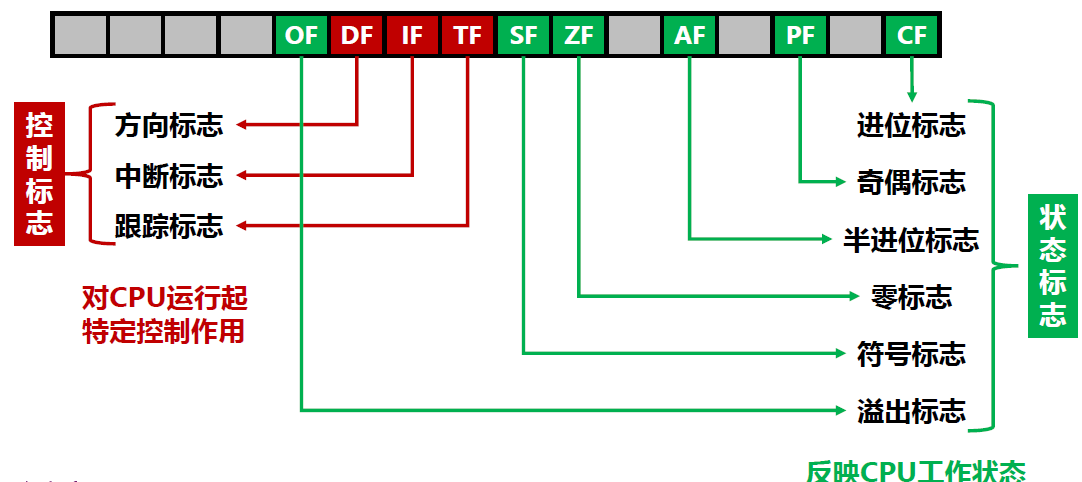 OF DF IF TF SF ZF AF PF CF
控制标志
方向标志
中断标志
跟踪标志
对CPU运行起
特定控制作用
进位标志
奇偶标志
半进位标志
零标志
符号标志
溢出标志
状态标志
反映CPU工作状态